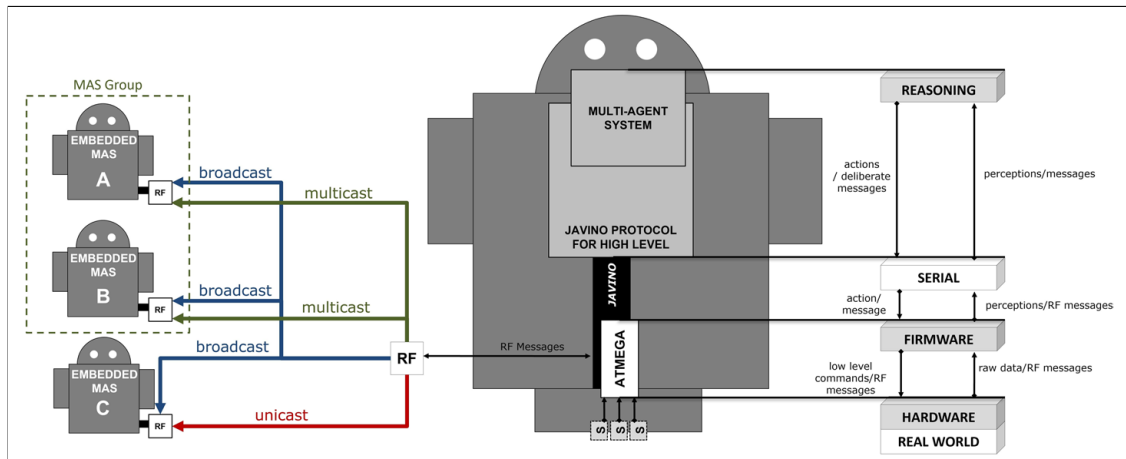 MAS Group
EMBEDDED
MAS
A
RF
broadcast
multicast
EMBEDDED
MAS
B
RF
broadcast
multicast
broadcast
EMBEDDED
MAS
C
RF
unicast
RF
RF Messages
MULTI-AGENT
SYSTEM
JAVINO PROTOCOL
FOR HIGH LEVEL
JAVINO
ATMEGA
S
S
S
REASONING
actions
/ deliberate
messages
perceptions/messages
SERIAL
action/
message
perceptions/RF messages
FIRMWARE
low level
commands/RF
messages
raw data/RF messages
HARDWARE
REAL WORLD